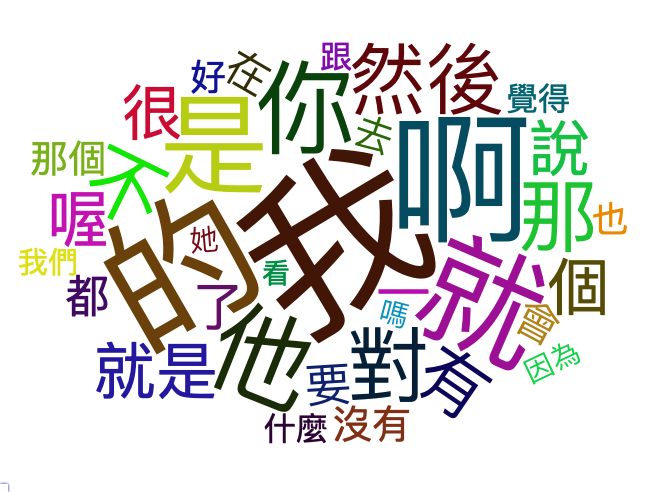 跟
好
在
然後
你
很
是
覺得
去
啊
說
那個
不
那
喔
也
的
我
她
我們
看
就
個
都
了
一
嗎
會
他
對
有
因為
就是
要
什麼
沒有